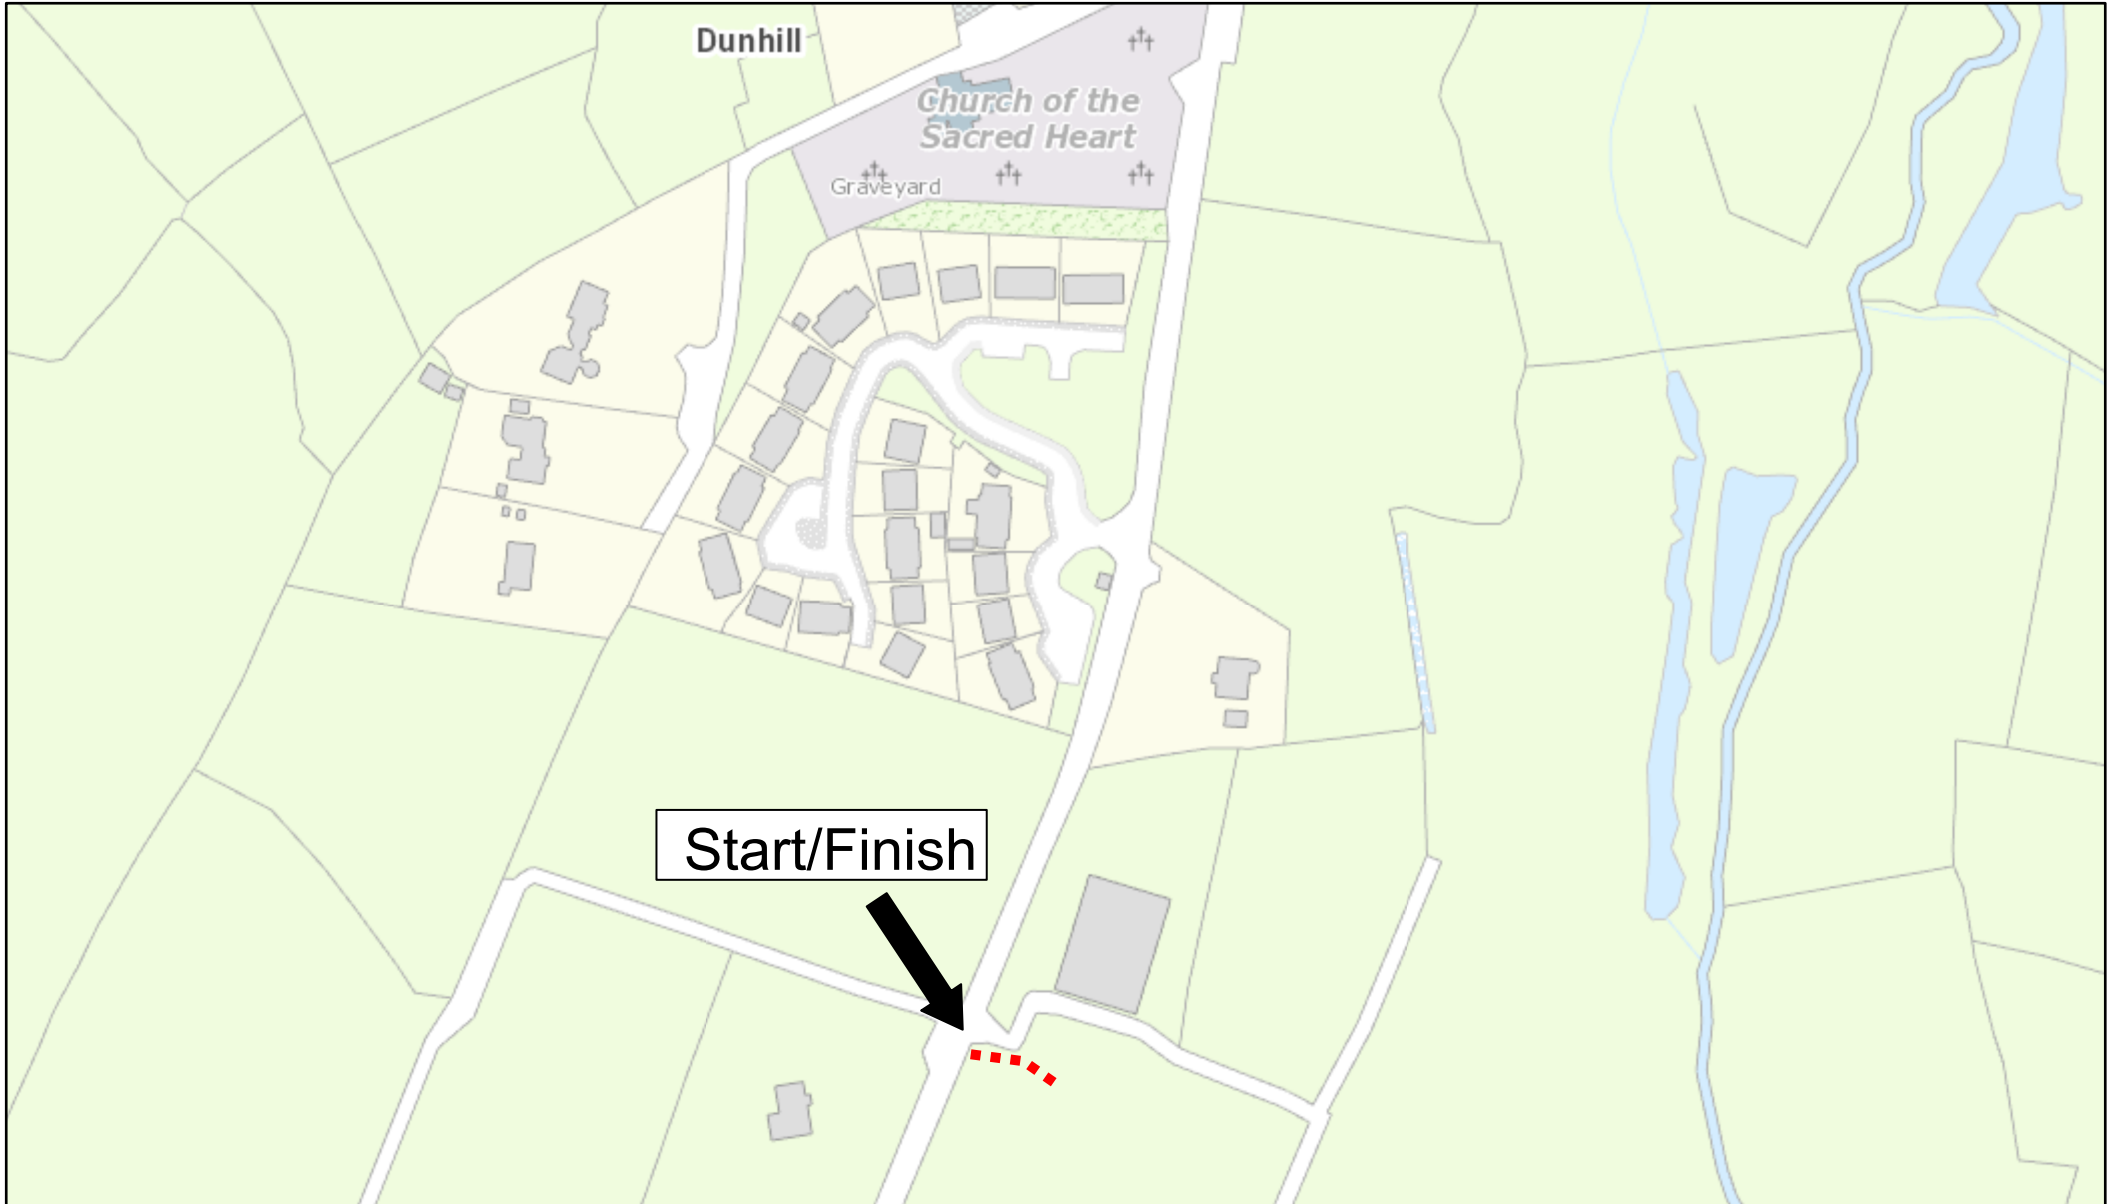 Dunhill
Church of the
Sacred Heart
Graveyard
Start/Finish